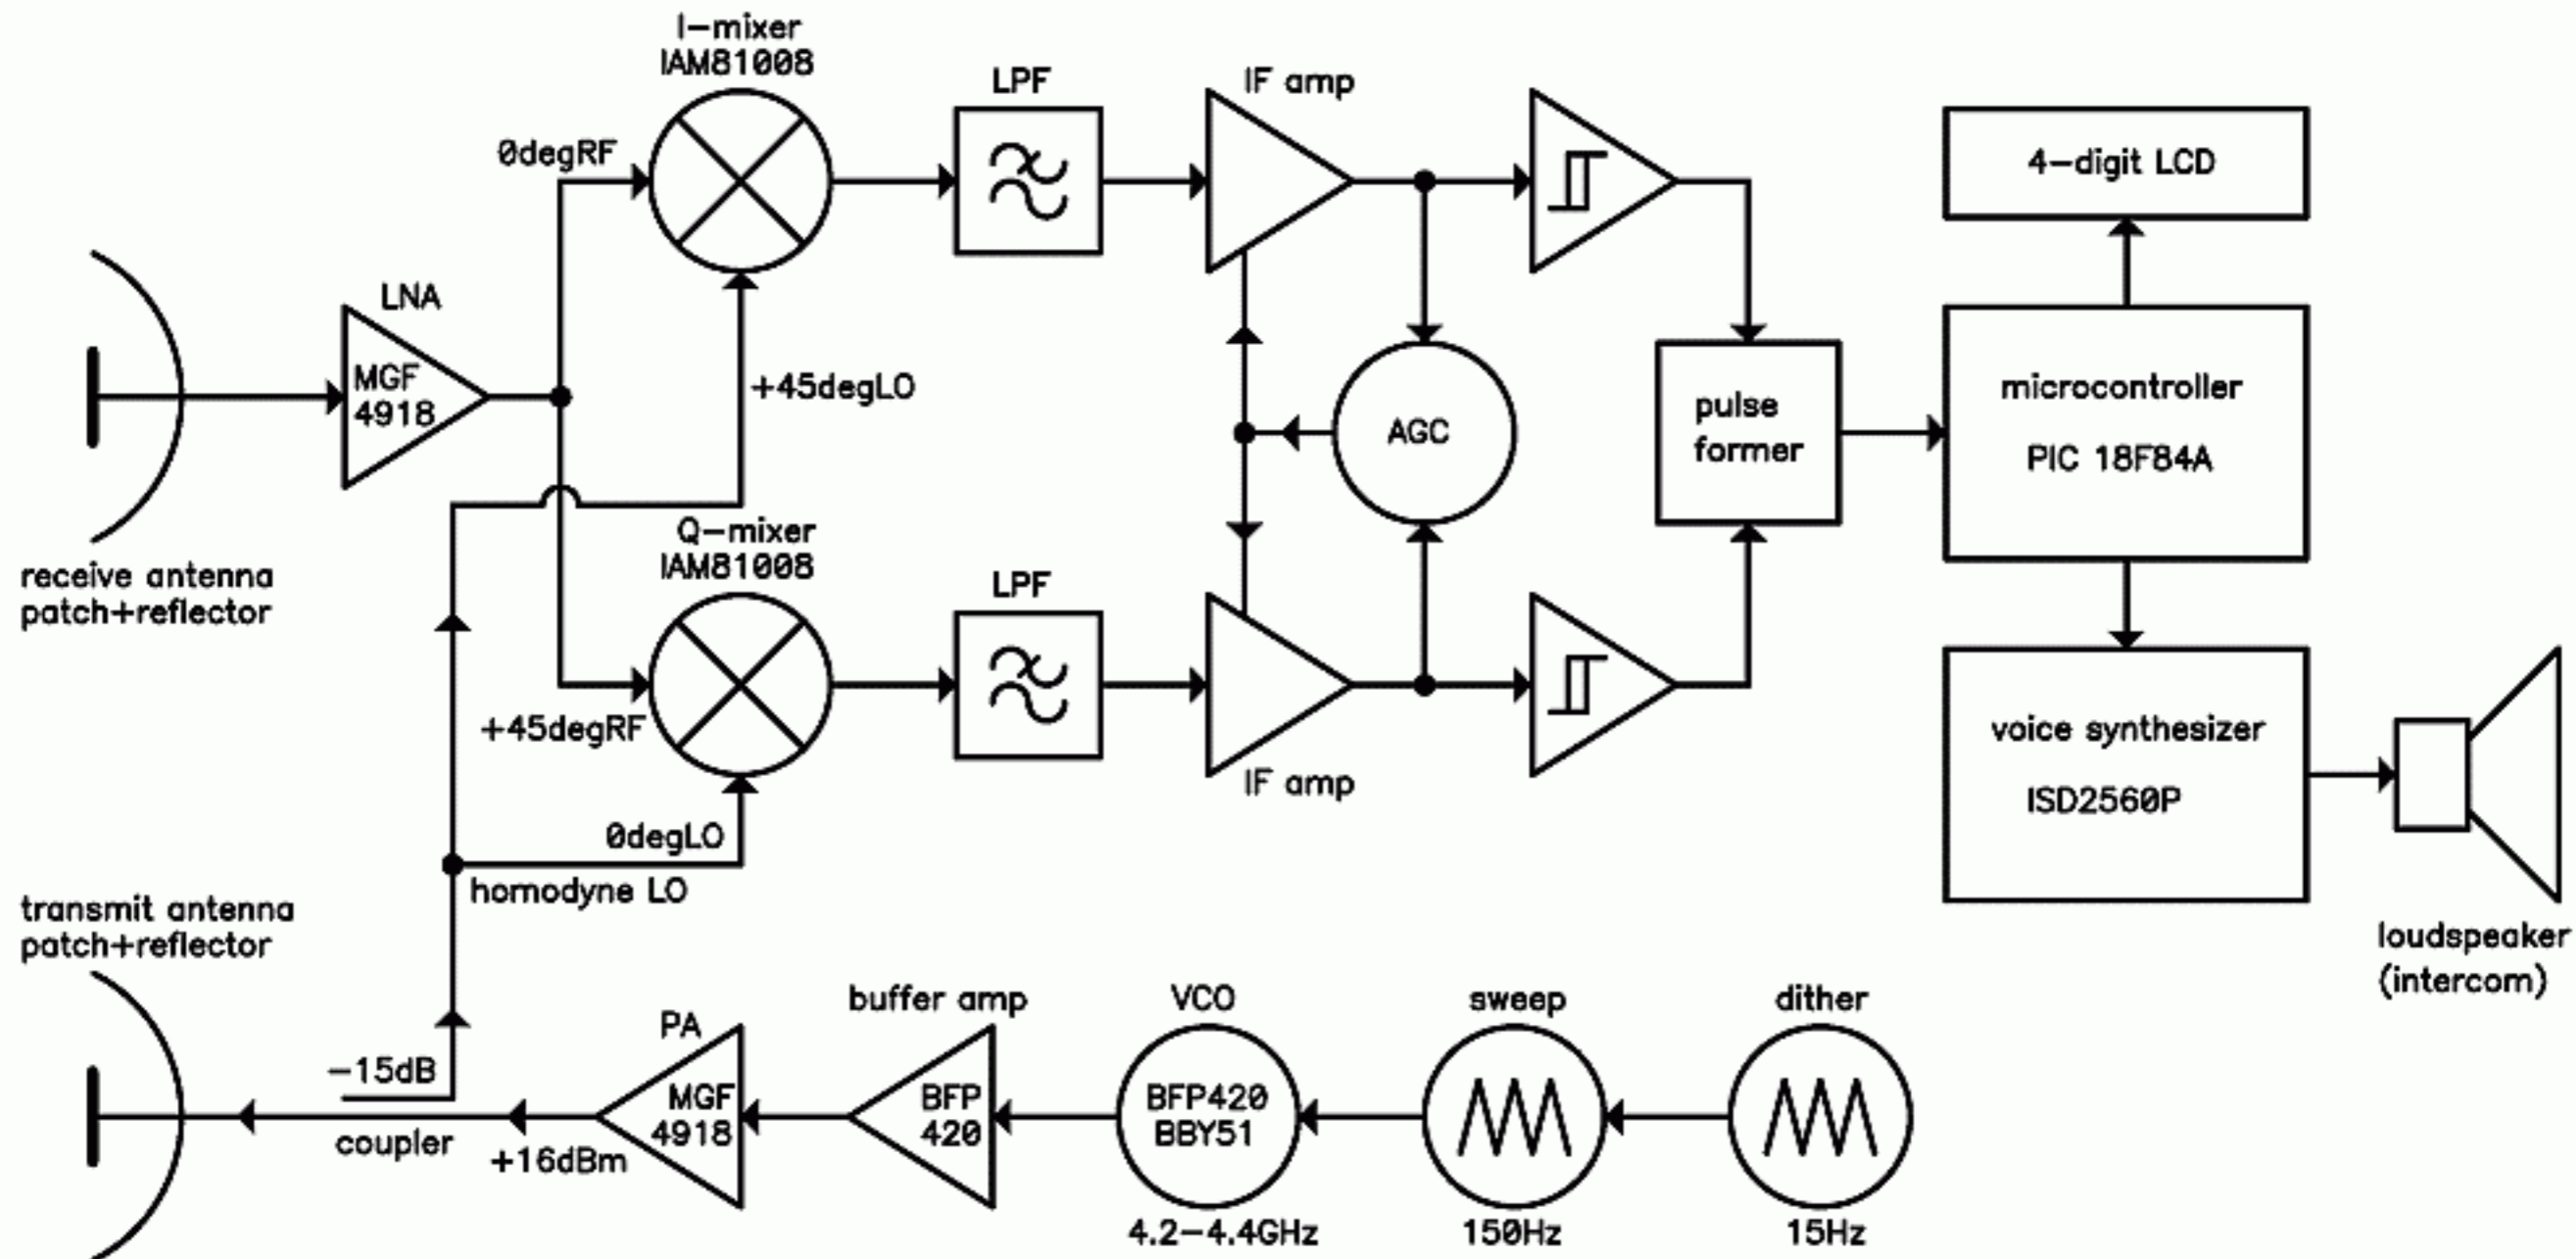 I-mixer
IAM81008
LPF
IF amp
0degRF
4-digit LCD
LNA
MGF
4918
+45degLO
AGC
pulse
former
microcontroller
PIC 18F84A
receive antenna
patch+reflector
Q-mixer
IAM81008
LPF
+45degRF
IF amp
voice synthesizer
ISD2560P
0degLO
homodyne LO
transmit antenna
patch+reflector
loudspeaker
(intercom)
-15dB
coupler
+16dBm
PA
MGF
4918
buffer amp
BFP
420
VCO
BFP420
BBY51
4.2-4.4GHz
sweep
150Hz
dither
15Hz